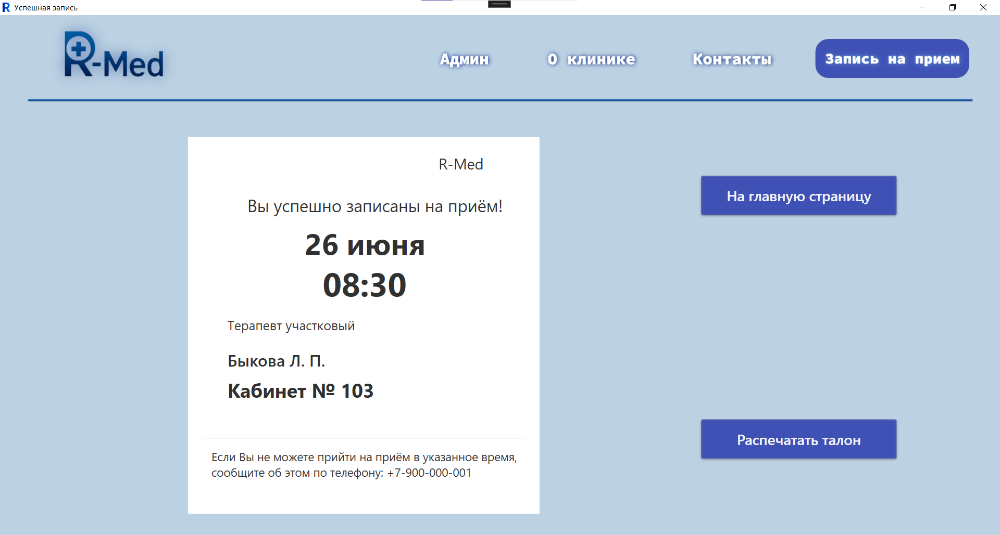 Успешная запись
R-Med
Админ
О клинике
Контакты
Запись на прием
R-Med
Вы успешно записаны на приём!
26 июня
08:30
Терапевт участковый
Быкова Л. П.
Кабинет № 103
Если Вы не можете прийти на приём в указанное время,
сообщите об этом по телефону: +7-900-000-001
На главную страницу
Распечатать талон